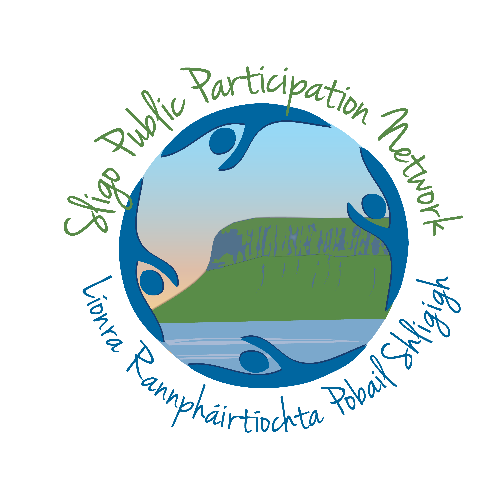 Sligo Public Participation Network
Líonra Rannpháirtíochta Pobail Shligigh